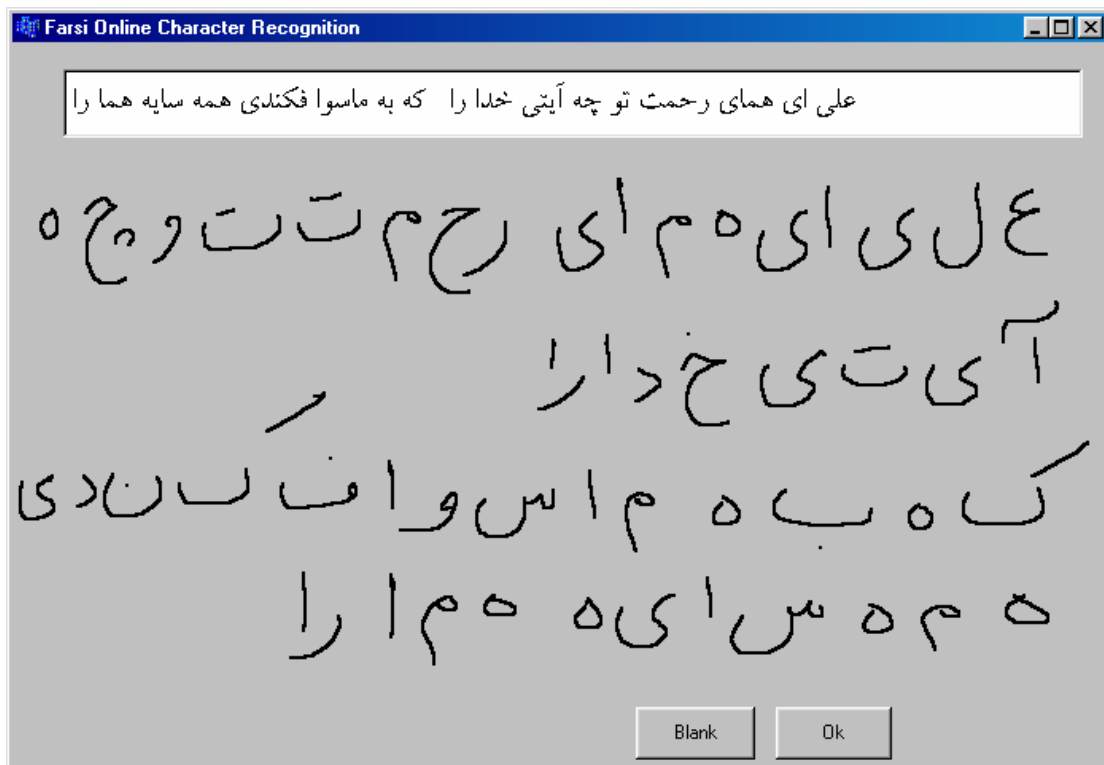 Farsi Online Character Recognition
علی ای همای رحمت تو چه آیتی خدا را   که به ماسوا فکندی همه سایه هما را
ع ل ی ا ی ه م ا ی ر ح م ت ت و چ ه
آ ی ت ی خ د ا ر ا
ک ه ب ه م ا س و ا ف ک ن د ی
ه م ه س ا ی ه ه م ا ر ا
Blank Ok